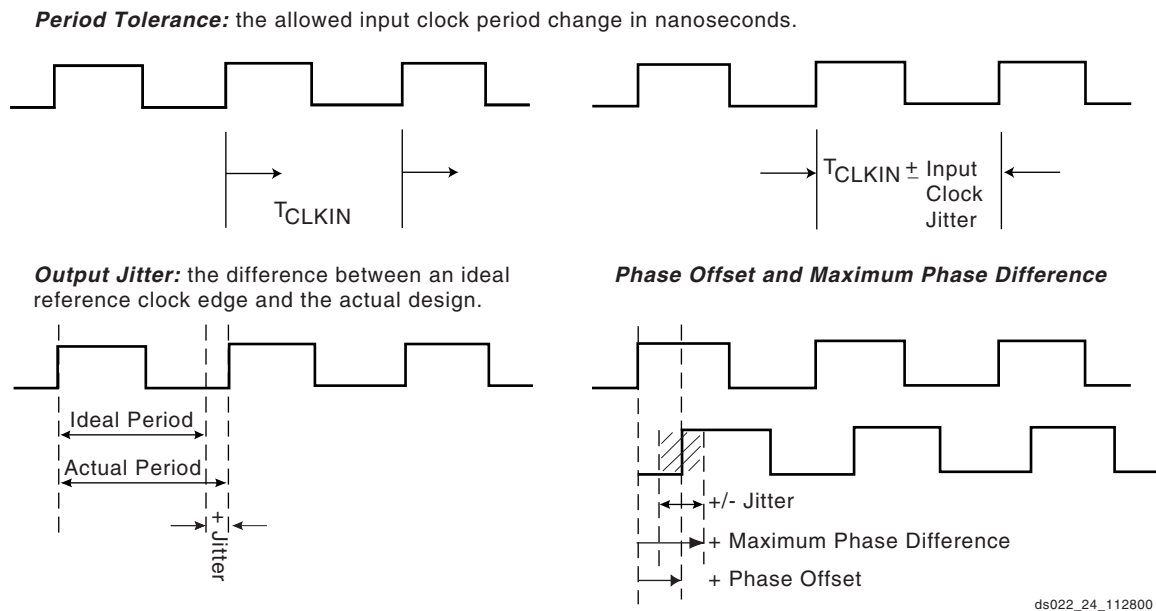 Period Tolerance: the allowed input clock period change in nanoseconds.
TCLKIN
TCLKIN ± Input
Clock
Jitter
Output Jitter: the difference between an ideal
reference clock edge and the actual design.
Phase Offset and Maximum Phase Difference
Ideal Period
Actual Period
+ Jitter
+/- Jitter
+ Maximum Phase Difference
+ Phase Offset
ds022_24_112800